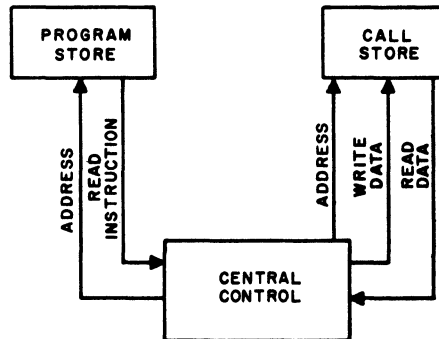 PROGRAM
STORE
CALL
STORE
ADDRESS
READ
INSTRUCTION
ADDRESS
WRITE
DATA
READ
DATA
CENTRAL
CONTROL